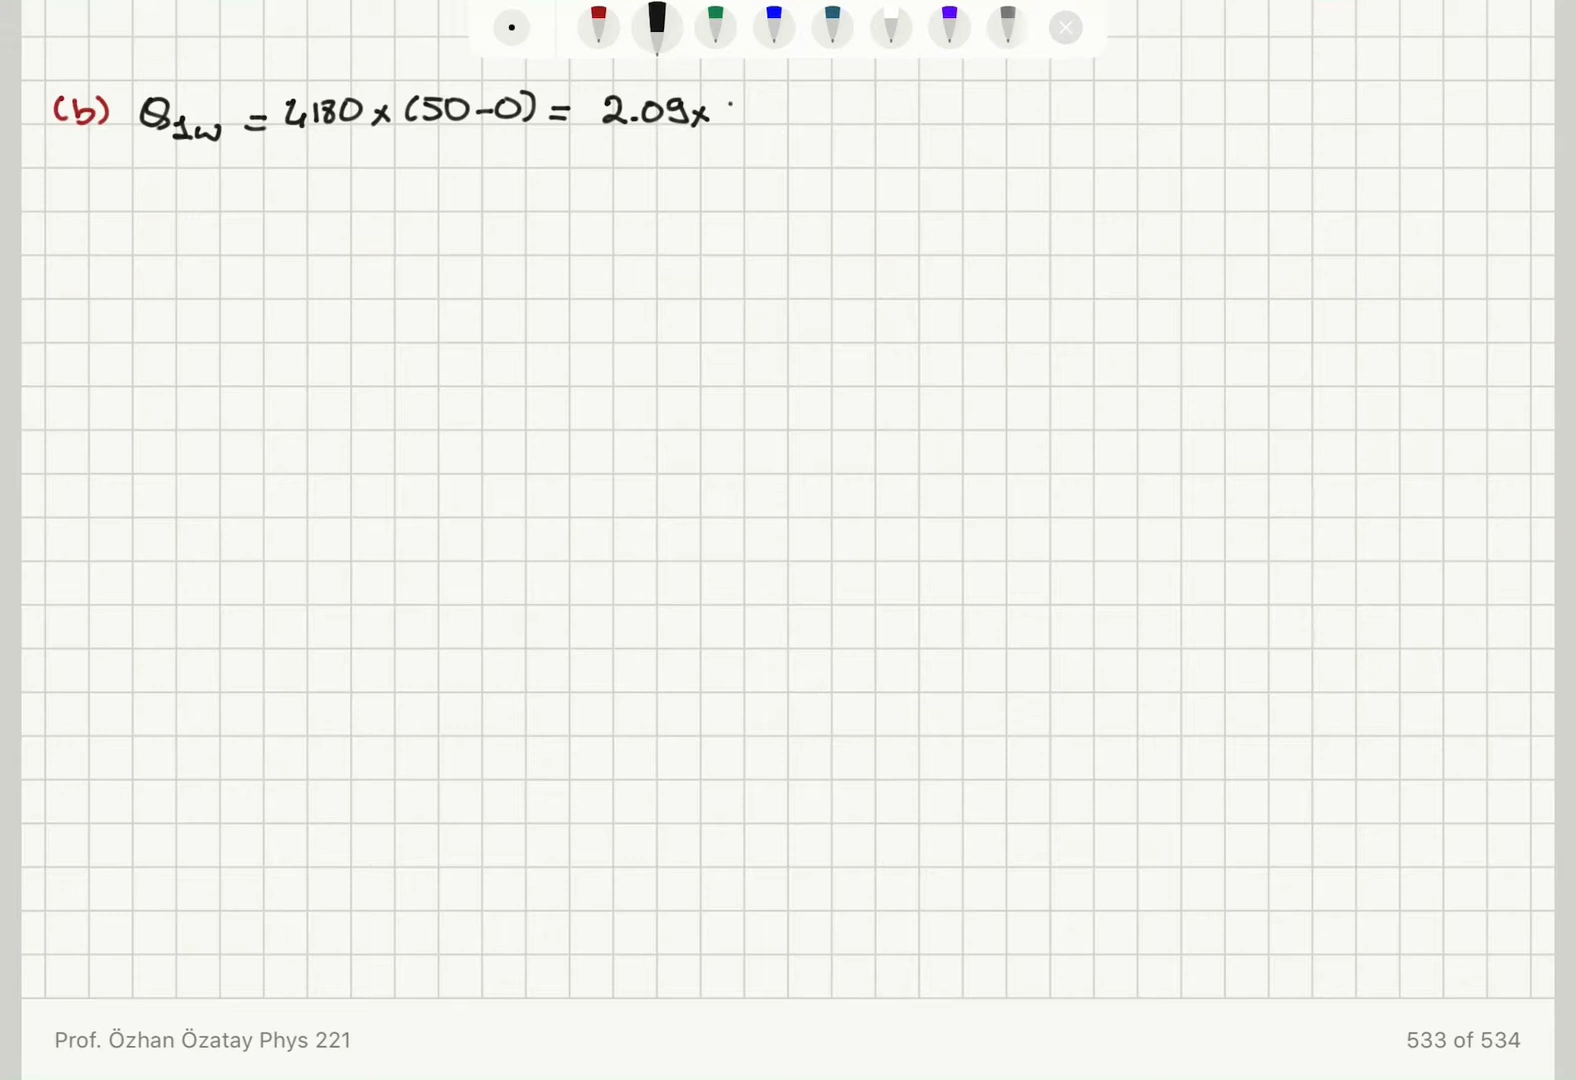 (b) Q₁w = 4180 x (50-0) = 2.09x
Prof. Özhan Özatay Phys 221
533 of 534